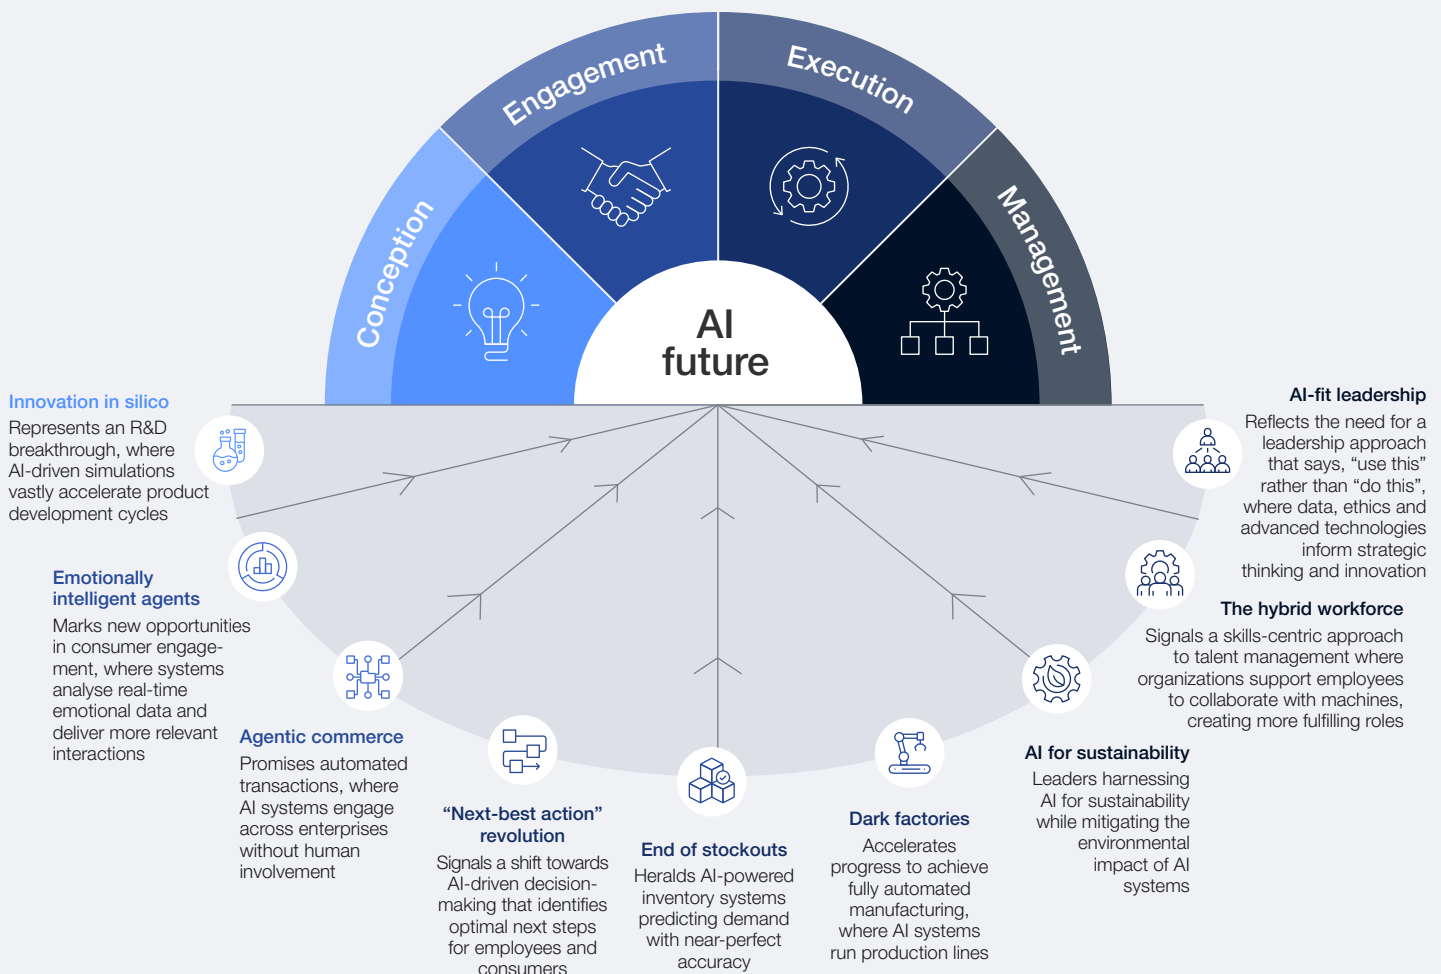 Conception
Engagement
Execution
Management
AI
future
Innovation in silico
Represents an R&D
breakthrough, where
AI-driven simulations
vastly accelerate product
development cycles
Emotionally
intelligent agents
Marks new opportunities
in consumer engage-
ment, where systems
analyse real-time
emotional data and
deliver more relevant
interactions
Agentic commerce
Promises automated
transactions, where
AI systems engage
across enterprises
without human
involvement
“Next-best action”
revolution
Signals a shift towards
AI-driven decision-
making that identifies
optimal next steps
for employees and
consumers
End of stockouts
Heralds AI-powered
inventory systems
predicting demand
with near-perfect
accuracy
Dark factories
Accelerates
progress to achieve
fully automated
manufacturing,
where AI systems
run production lines
AI for sustainability
Leaders harnessing
AI for sustainability
while mitigating the
environmental
impact of AI
systems
The hybrid workforce
Signals a skills-centric approach
to talent management where
organizations support employees
to collaborate with machines,
creating more fulfilling roles
AI-fit leadership
Reflects the need for a
leadership approach
that says, “use this”
rather than “do this”,
where data, ethics and
advanced technologies
inform strategic
thinking and innovation